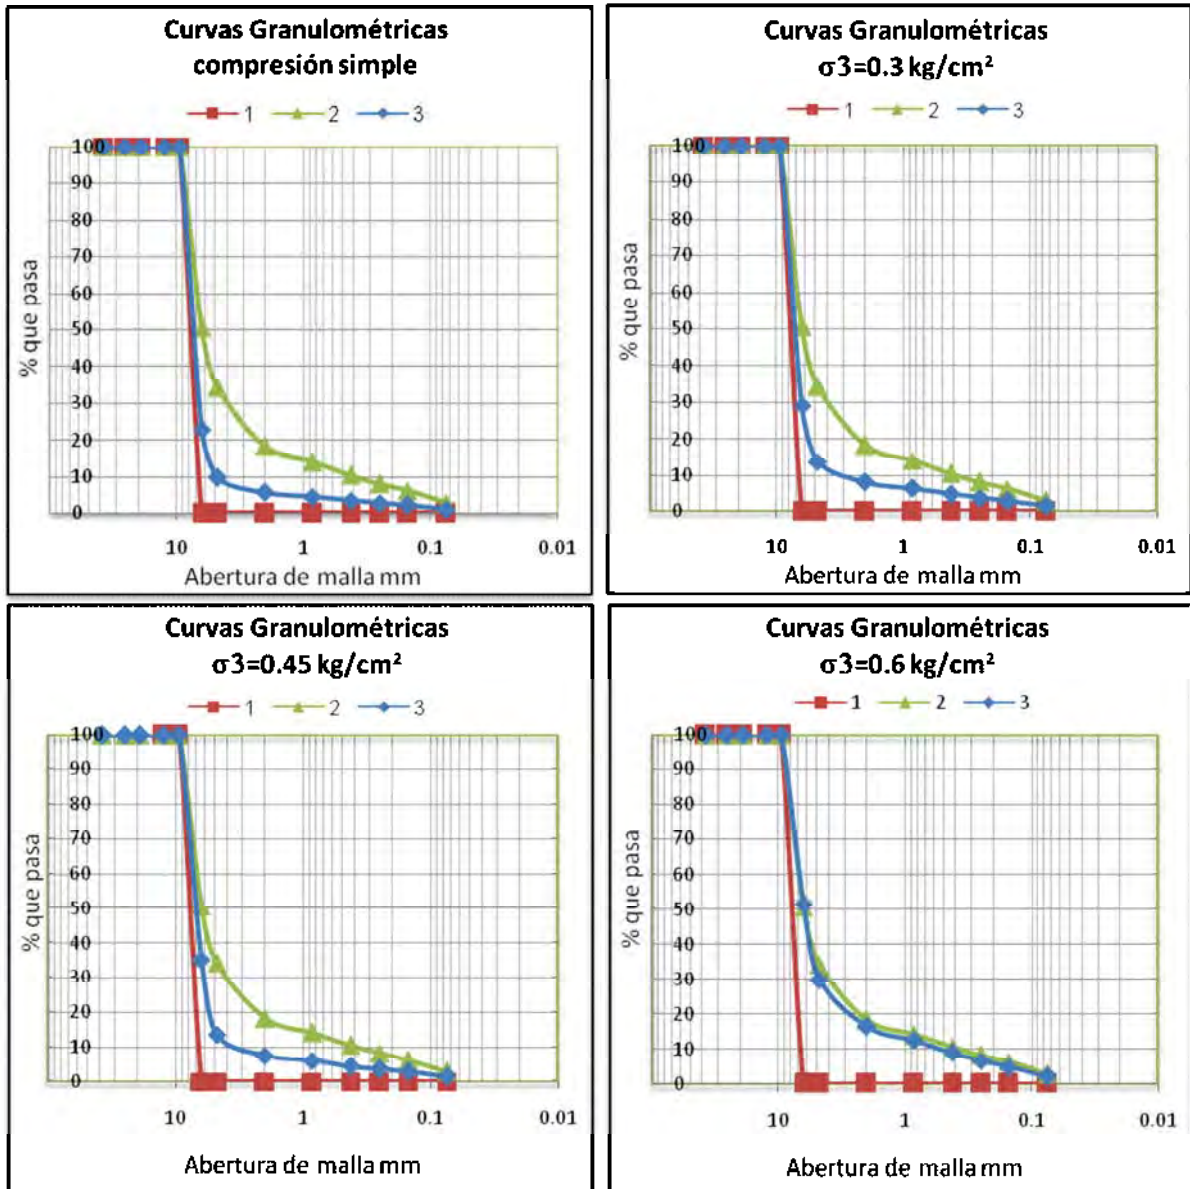 Curvas Granulométricas
compresión simple
1 2 3
100
90
80
70
60
50
40
30
20
10
0
% que pasa
10 1 0.1 0.01
Abertura de malla mm
Curvas Granulométricas
σ3=0.3 kg/cm²
1 2 3
100
90
80
70
60
50
40
30
20
10
0
% que pasa
10 1 0.1 0.01
Abertura de malla mm
Curvas Granulométricas
σ3=0.45 kg/cm²
1 2 3
100
90
80
70
60
50
40
30
20
10
0
% que pasa
10 1 0.1 0.01
Abertura de malla mm
Curvas Granulométricas
σ3=0.6 kg/cm²
1 2 3
100
90
80
70
60
50
40
30
20
10
0
% que pasa
10 1 0.1 0.01
Abertura de malla mm